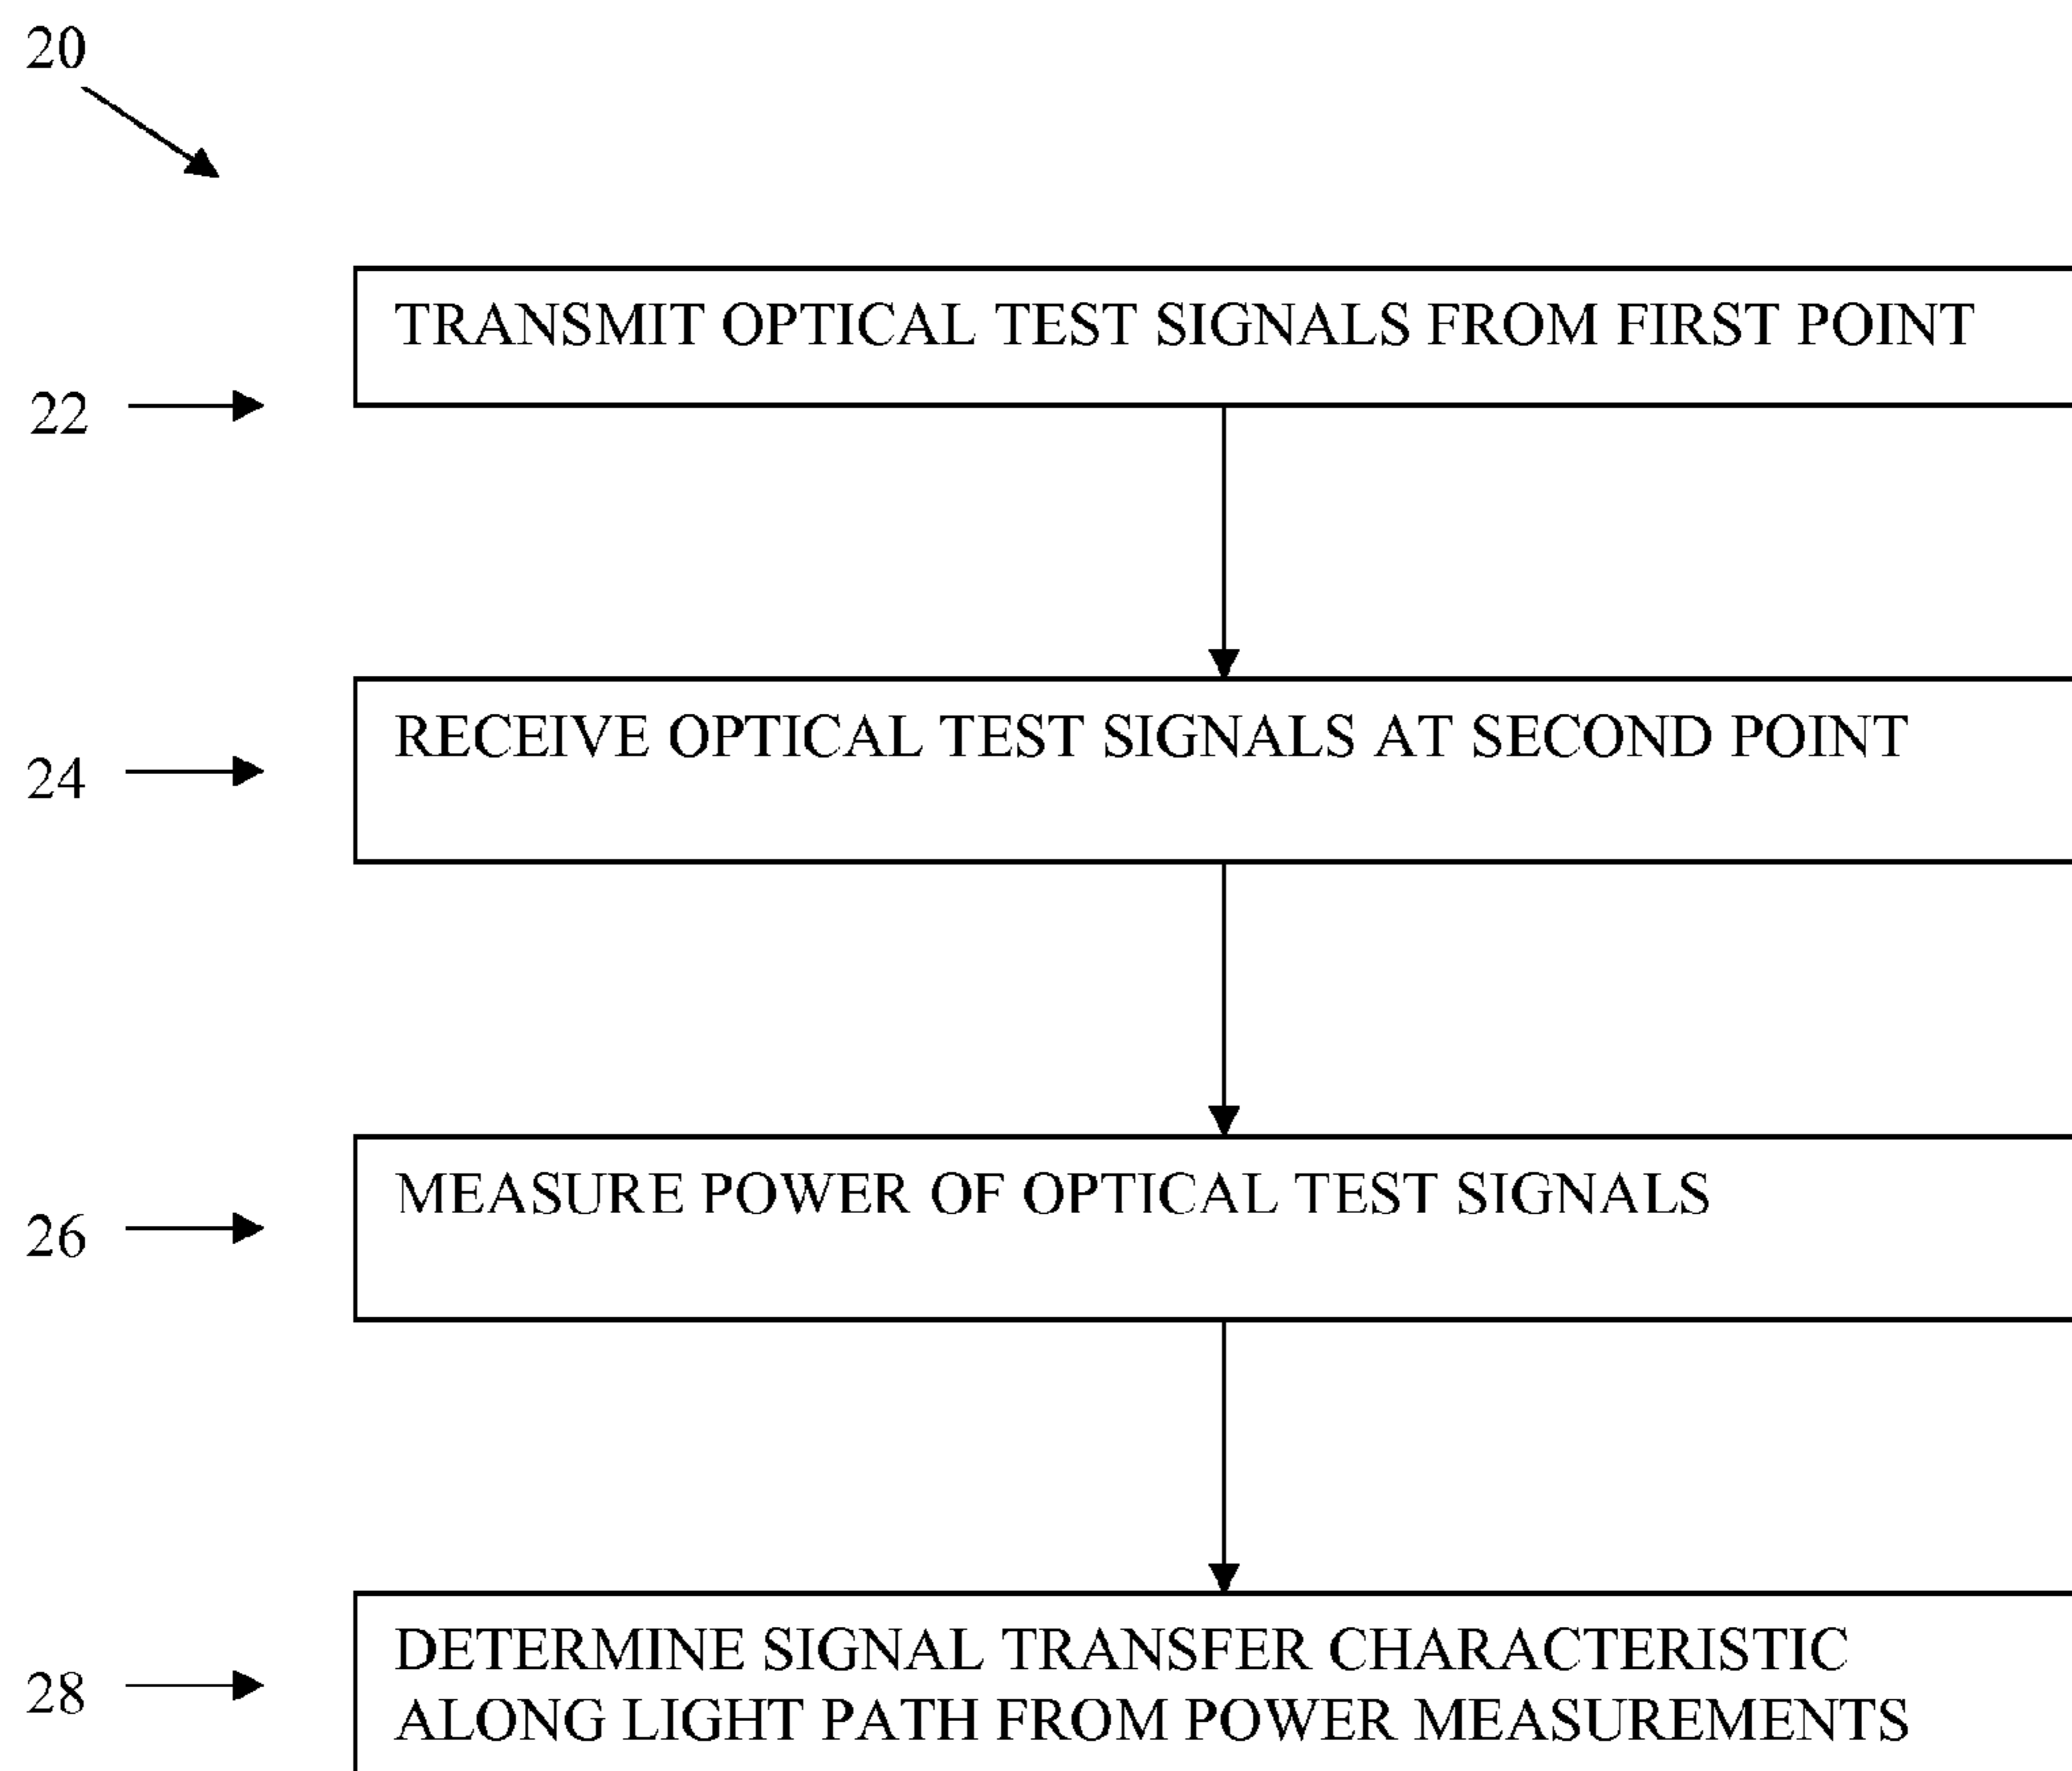 20
TRANSMIT OPTICAL TEST SIGNALS FROM FIRST POINT
22
RECEIVE OPTICAL TEST SIGNALS AT SECOND POINT
24
MEASURE POWER OF OPTICAL TEST SIGNALS
26
DETERMINE SIGNAL TRANSFER CHARACTERISTIC
28
ALONG LIGHT PATH FROM POWER MEASUREMENTS